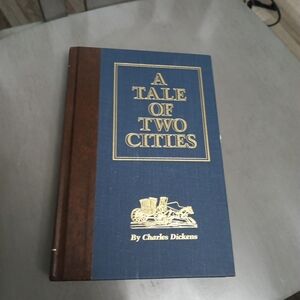 A
TALE
OF
TWO
CITIES
By Charles Dickens